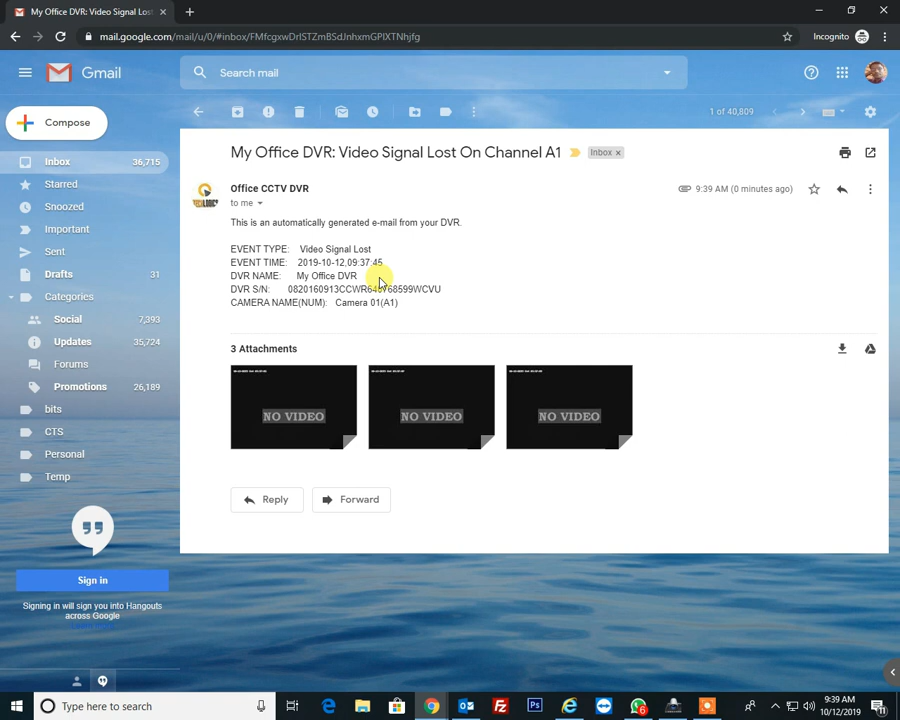 My Office DVR: Video Signal Lost
mail.google.com/mail/u/0/#inbox/FMfcgxwDrlSTZmBSdJnhxmGPlXTNhjfg
Incognito
Gmail
Search mail
Compose
1 of 40,809
Inbox 36,715
Starred
Snoozed
Important
Sent
Drafts 31
Categories
Social 7,393
Updates 35,724
Forums
Promotions 26,189
bits
CTS
Personal
Temp
Sign in
Signing in will sign you into Hangouts
across Google
My Office DVR: Video Signal Lost On Channel A1 Inbox x
Office CCTV DVR
9:39 AM (0 minutes ago)
to me
This is an automatically generated e-mail from your DVR.
EVENT TYPE: Video Signal Lost
EVENT TIME: 2019-10-12,09:37:45
DVR NAME: My Office DVR
DVR S/N:
CAMERA NAME(NUM): Camera 01(A1)
3 Attachments
NO VIDEO
NO VIDEO
NO VIDEO
Reply
Forward
Type here to search
6
9:39 AM
10/12/2019
11